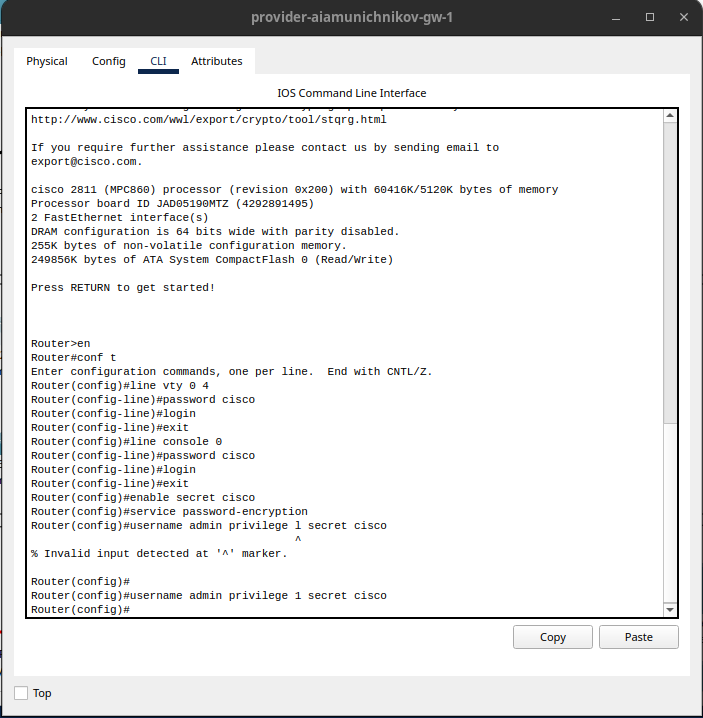 provider-aiamunichnikov-gw-1
Physical Config CLI Attributes
IOS Command Line Interface
http://www.cisco.com/wwl/export/crypto/tool/stqrg.html
If you require further assistance please contact us by sending email to
export@cisco.com.
cisco 2811 (MPC860) processor (revision 0x200) with 60416K/5120K bytes of memory
Processor board ID JAD05190MTZ (4292891495)
2 FastEthernet interface(s)
DRAM configuration is 64 bits wide with parity disabled.
255K bytes of non-volatile configuration memory.
249856K bytes of ATA System CompactFlash 0 (Read/Write)
Press RETURN to get started!
Router>en
Router#conf t
Enter configuration commands, one per line.  End with CNTL/Z.
Router(config)#line vty 0 4
Router(config-line)#password cisco
Router(config-line)#login
Router(config-line)#exit
Router(config)#line console 0
Router(config-line)#password cisco
Router(config-line)#login
Router(config-line)#exit
Router(config)#enable secret cisco
Router(config)#service password-encryption
Router(config)#username admin privilege l secret cisco
^
% Invalid input detected at '^' marker.
Router(config)#
Router(config)#username admin privilege 1 secret cisco
Router(config)#
Copy Paste
Top